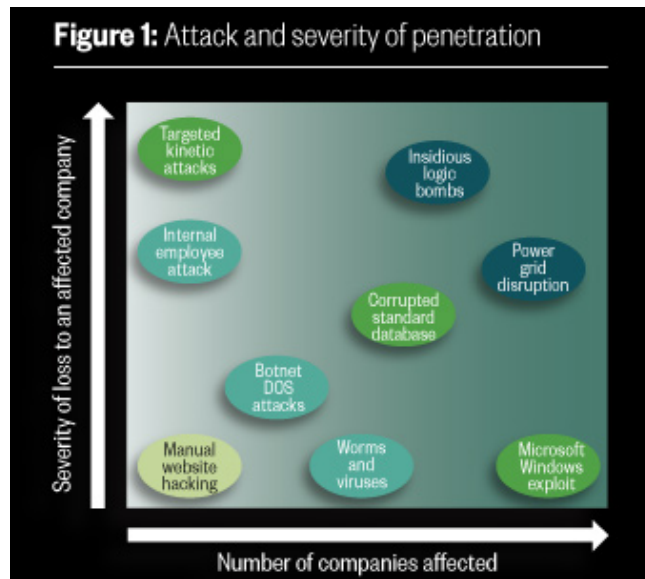 Figure 1: Attack and severity of penetration
Severity of loss to an affected company
Targeted
kinetic
attacks
Insidious
logic
bombs
Internal
employee
attack
Power
grid
disruption
Corrupted
standard
database
Botnet
DOS
attacks
Manual
website
hacking
Worms
and
viruses
Microsoft
Windows
exploit
Number of companies affected